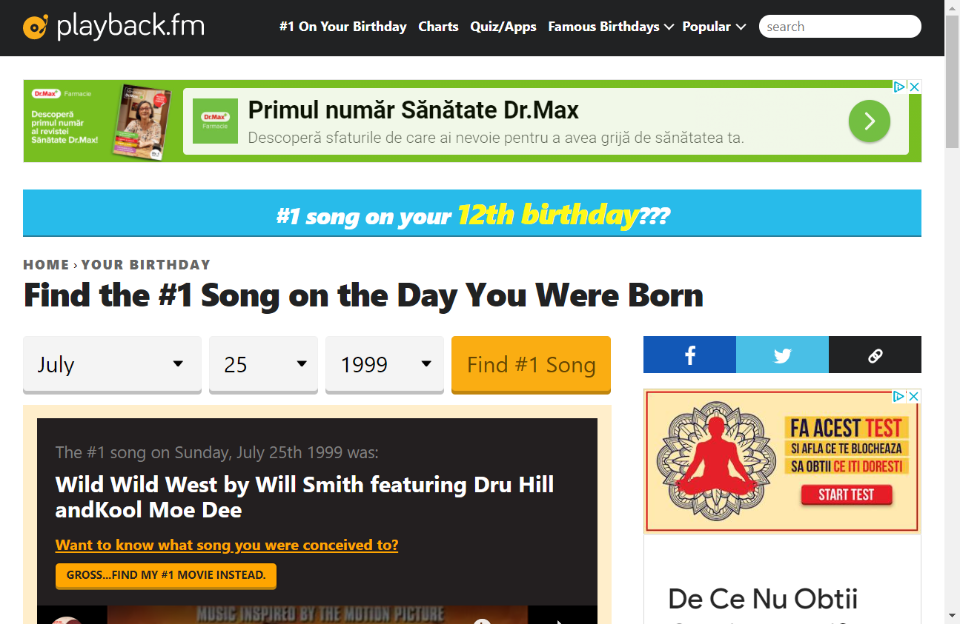 playback.fm
#1 On Your Birthday Charts Quiz/Apps Famous Birthdays Popular search
Dr.Max Farmacie
Descoperă
primul număr
al revistei
Sănătate Dr.Max!
Dr.Max
Farmacie
Primul număr Sănătate Dr.Max
Descoperă sfaturile de care ai nevoie pentru a avea grijă de sănătatea ta.
#1 song on your 12th birthday???
HOME › YOUR BIRTHDAY
Find the #1 Song on the Day You Were Born
July 25 1999 Find #1 Song
The #1 song on Sunday, July 25th 1999 was:
Wild Wild West by Will Smith featuring Dru Hill
andKool Moe Dee
Want to know what song you were conceived to?
GROSS...FIND MY #1 MOVIE INSTEAD.
MUSIC INSPIRED BY THE MOTION PICTURE
FA ACEST TEST
SI AFLA CE TE BLOCHEAZA
SA OBTII CE ITI DORESTI
START TEST
De Ce Nu Obtii